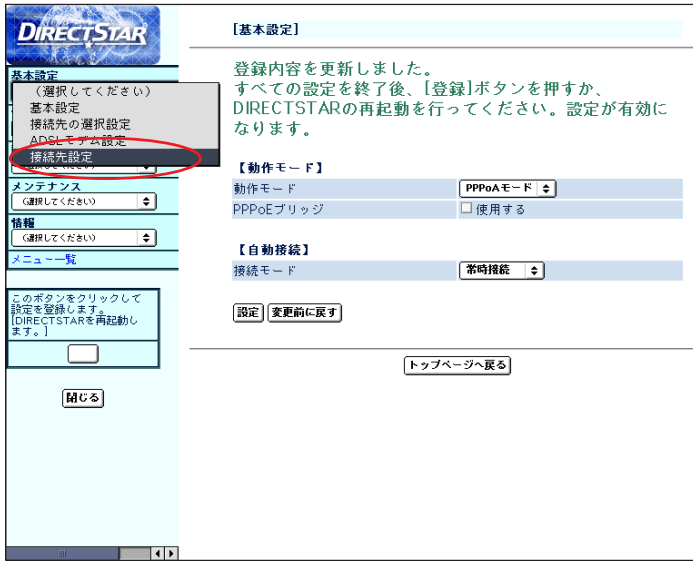 DIRECTSTAR
基本設定
(選択してください)
基本設定
接続先の選択設定
ADSLモデム設定
接続先設定
メンテナンス
(選択してください)
情報
(選択してください)
メニュー一覧
このボタンをクリックして
設定を登録します。
[DIRECTSTARを再起動し
ます。]
閉じる
[基本設定]
登録内容を更新しました。
すべての設定を終了後、[登録]ボタンを押すか、
DIRECTSTARの再起動を行ってください。設定が有効に
なります。
【動作モード】
動作モード PPPoAモード
PPPoEブリッジ 使用する
【自動接続】
接続モード 常時接続
設定 変更前に戻す
トップページへ戻る